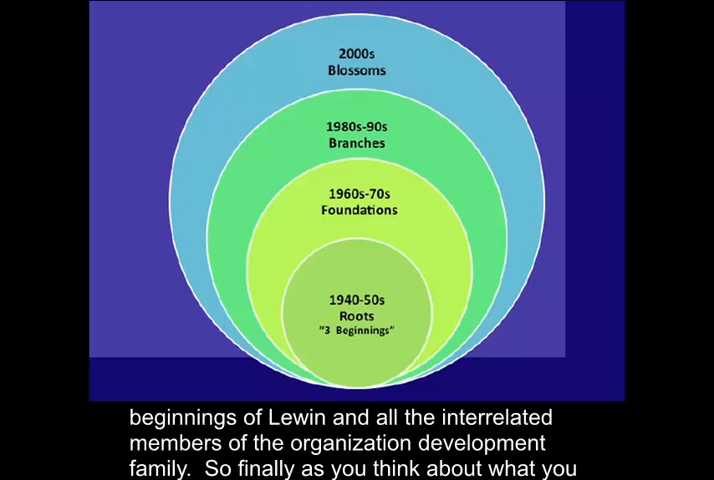 2000s
Blossoms
1980s-90s
Branches
1960s-70s
Foundations
1940-50s
Roots
"3 Beginnings"
beginnings of Lewin and all the interrelated
members of the organization development
family.  So finally as you think about what you